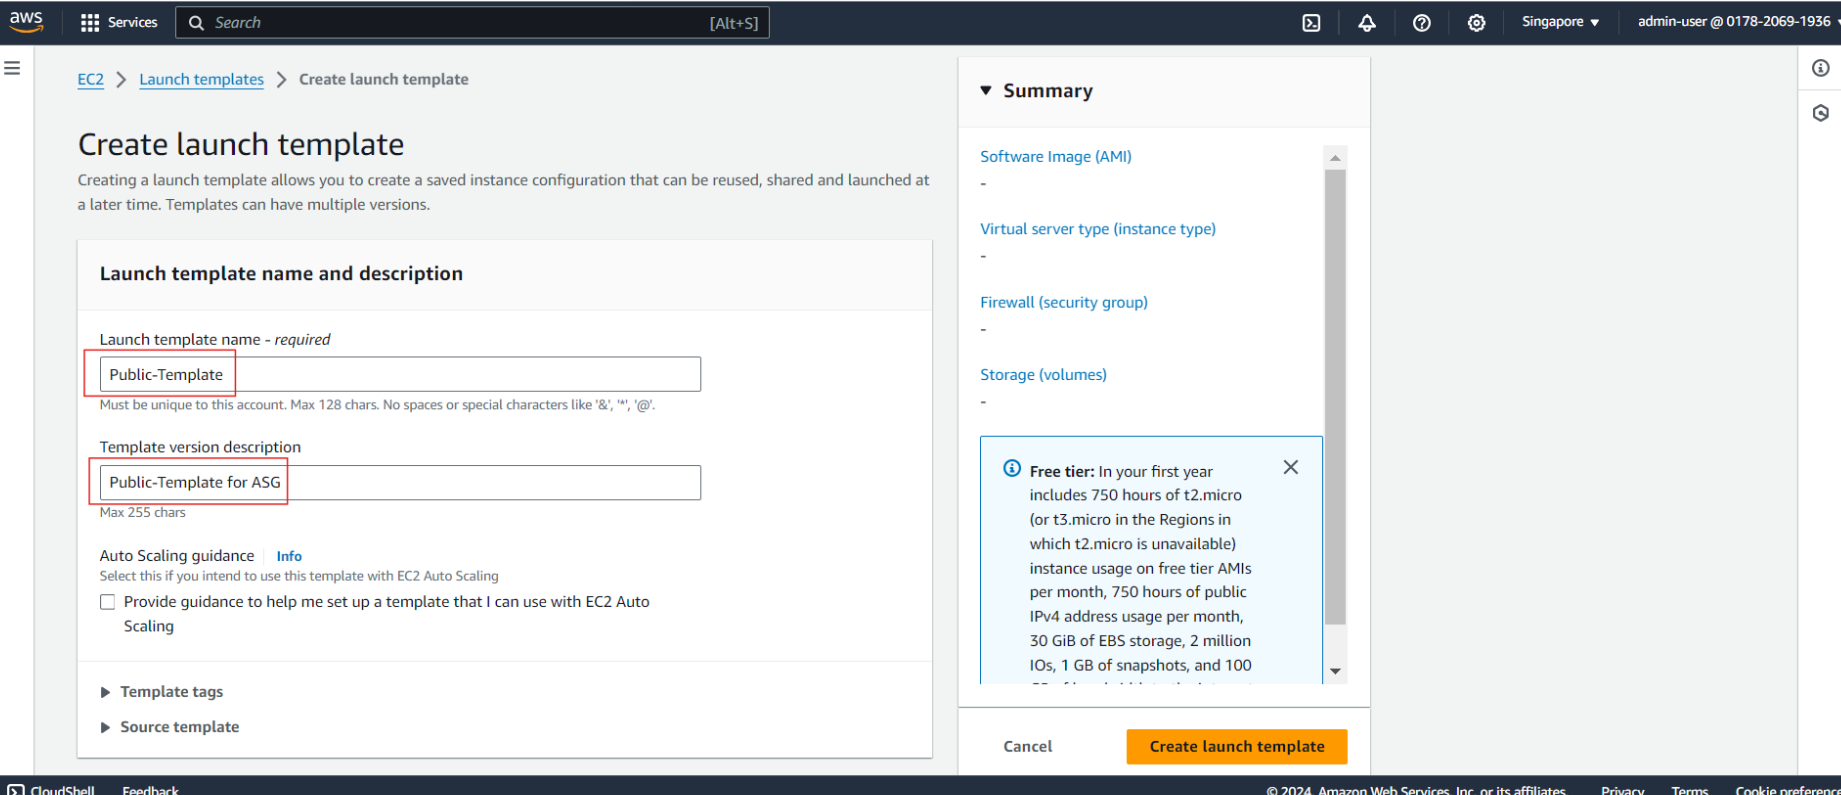 aws
Services
Search
[Alt+S]
Singapore
admin-user @ 0178-2069-1936
EC2
Launch templates
Create launch template
Create launch template
Creating a launch template allows you to create a saved instance configuration that can be reused, shared and launched at
a later time. Templates can have multiple versions.
Launch template name and description
Launch template name - required
Public-Template
Must be unique to this account. Max 128 chars. No spaces or special characters like '&', '*', '@'.
Template version description
Public-Template for ASG
Max 255 chars
Auto Scaling guidance
Info
Select this if you intend to use this template with EC2 Auto Scaling
Provide guidance to help me set up a template that I can use with EC2 Auto
Scaling
Template tags
Source template
Summary
Software Image (AMI)
-
Virtual server type (instance type)
-
Firewall (security group)
-
Storage (volumes)
-
Free tier: In your first year
includes 750 hours of t2.micro
(or t3.micro in the Regions in
which t2.micro is unavailable)
instance usage on free tier AMIs
per month, 750 hours of public
IPv4 address usage per month,
30 GiB of EBS storage, 2 million
IOs, 1 GB of snapshots, and 100
Cancel
Create launch template
CloudShell
Feedback
© 2024, Amazon Web Services, Inc. or its affiliates.
Privacy
Terms
Cookie preference